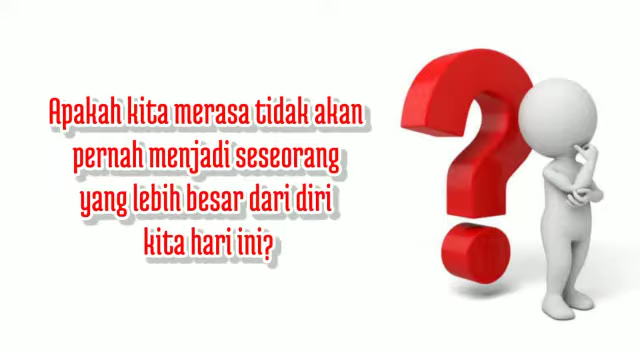 Apakah kita merasa tidak akan
pernah menjadi seseorang
yang lebih besar dari diri
kita hari ini?